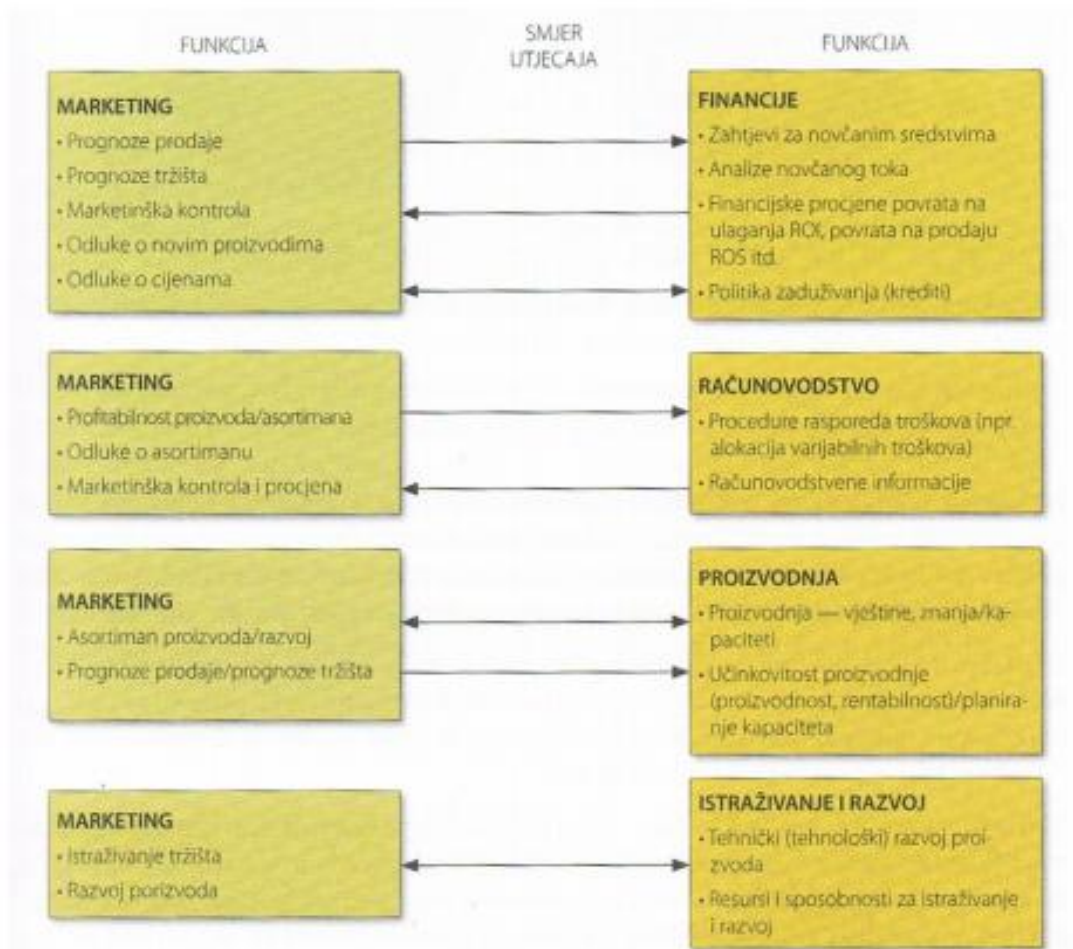 FUNKCIJA
SMJER
UTJECAJA
FUNKCIJA
MARKETING
• Prognoze prodaje
• Prognoze tržišta
• Marketinška kontrola
• Odluke o novim proizvodima
• Odluke o cijenama
FINANCIJE
• Zahtjevi za novčanim sredstvima
• Analize novčanog toka
• Financijske procjene povrata na
ulaganja ROI, povrata na prodaju
ROS itd.
• Politika zaduživanja (krediti)
MARKETING
• Profitabilnost proizvoda/asortimana
• Odluke o asortimanu
• Marketinška kontrola i procjena
RAČUNOVODSTVO
• Procedure rasporeda troškova (npr.
alokacija varijabilnih troškova)
• Računovodstvene informacije
MARKETING
• Asortiman proizvoda/razvoj
• Prognoze prodaje/prognoze tržišta
PROIZVODNJA
• Proizvodnja — vještine, znanja/ka-
paciteti
• Učinkovitost proizvodnje
(proizvodnost, rentabilnost)/planira-
nje kapaciteta
MARKETING
• Istraživanje tržišta
• Razvoj porizvoda
ISTRAŽIVANJE I RAZVOJ
• Tehnički (tehnološki) razvoj proi-
zvoda
• Resursi i sposobnosti za istraživanje
i razvoj